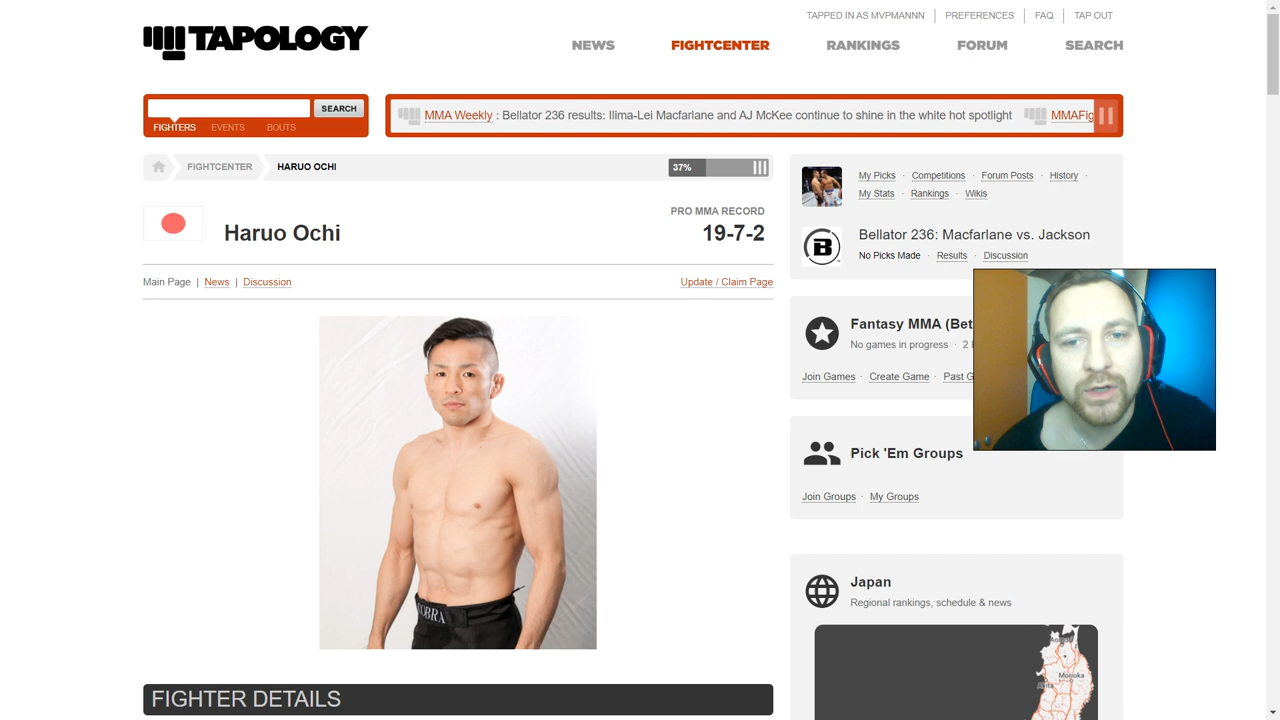 TAPPED IN AS MVPMANNN PREFERENCES FAQ TAP OUT
TAPOLOGY
NEWS FIGHTCENTER RANKINGS FORUM SEARCH
SEARCH
FIGHTERS EVENTS BOUTS
MMA Weekly : Bellator 236 results: Ilima-Lei Macfarlane and AJ McKee continue to shine in the white hot spotlight MMAFig
FIGHTCENTER HARUO OCHI 37%
Haruo Ochi
PRO MMA RECORD
19-7-2
Main Page | News | Discussion Update / Claim Page
COBRA
FIGHTER DETAILS
My Picks · Competitions · Forum Posts · History ·
My Stats · Rankings · Wikis
B
Bellator 236: Macfarlane vs. Jackson
No Picks Made · Results · Discussion
Fantasy MMA (Bet
No games in progress · 2
Join Games · Create Game · Past G
Pick 'Em Groups
Join Groups · My Groups
Japan
Regional rankings, schedule & news
Morioka